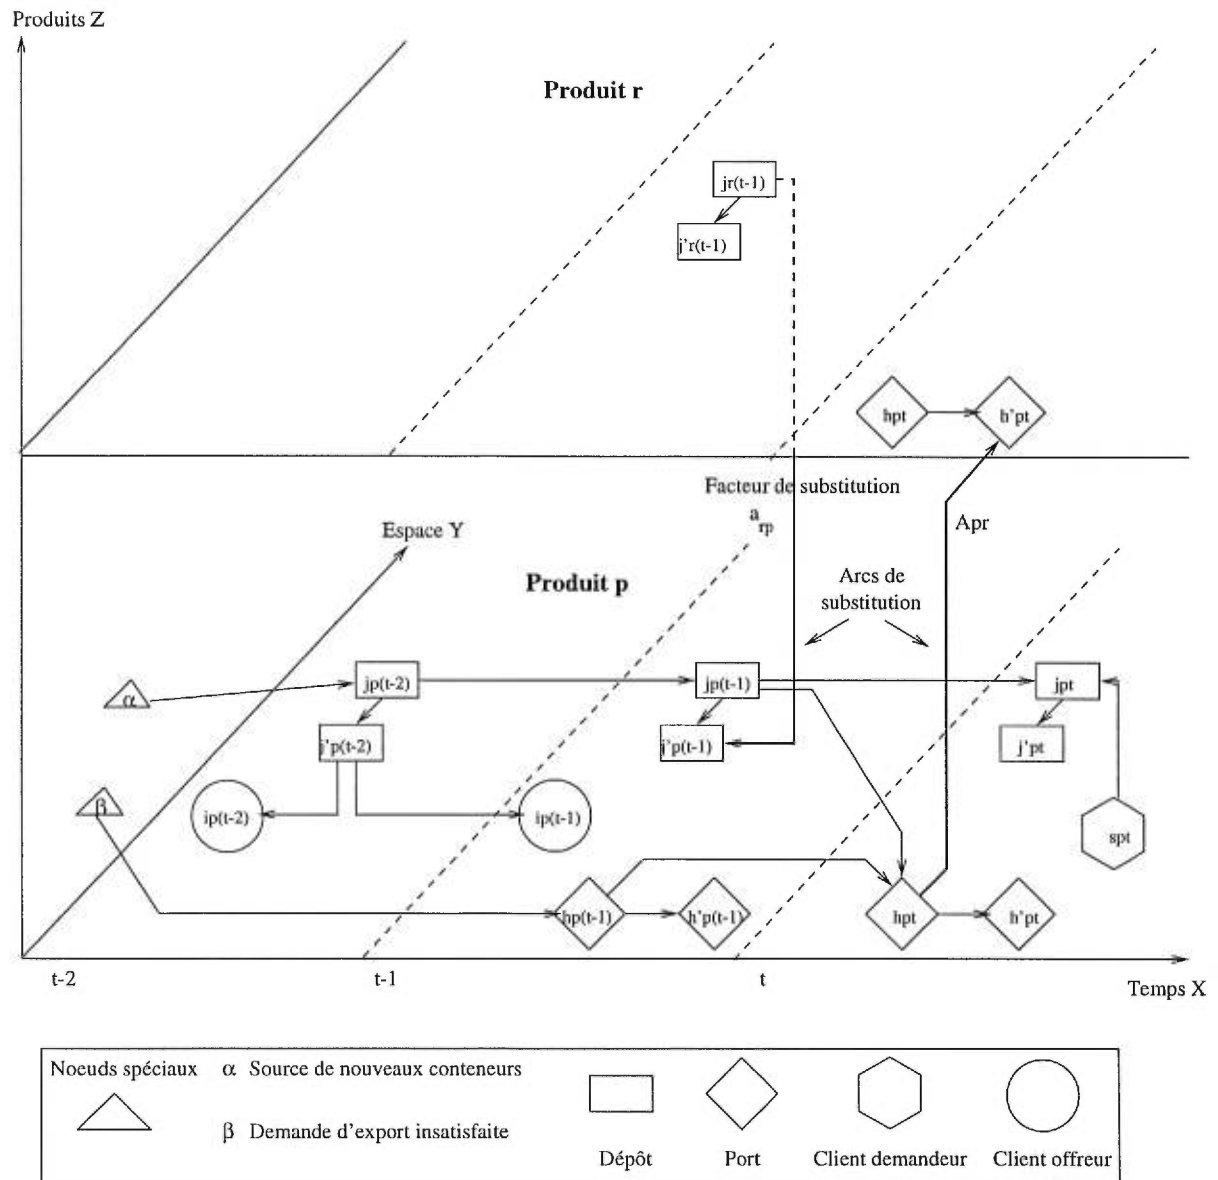 Produits Z
Produit r
jr(t-1)
j'r(t-1)
hpt
h'pt
Facteur de substitution
a rp
Apr
Espace Y
Produit p
Arcs de
substitution
α
jp(t-2)
jp(t-1)
jpt
j'p(t-2)
j'p(t-1)
j'pt
β
ip(t-2)
ip(t-1)
spt
hp(t-1)
h'p(t-1)
hpt
h'pt
t-2
t-1
t
Temps X
Noeuds spéciaux
α Source de nouveaux conteneurs
β Demande d'export insatisfaite
Dépôt
Port
Client demandeur
Client offreur